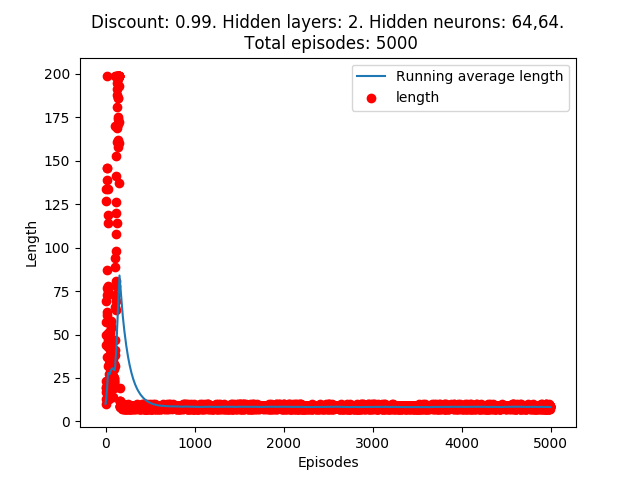 Discount: 0.99. Hidden layers: 2. Hidden neurons: 64,64.
Total episodes: 5000
Running average length
length
200
175
150
125
100
75
50
25
0
Length
0 1000 2000 3000 4000 5000
Episodes